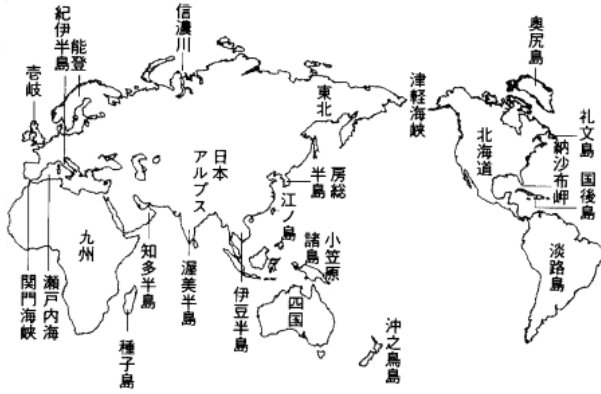 信濃川
紀伊半島
能登
壱岐
奥尻島
東北
津軽海峡
礼文島
北海道
納沙布岬
国後島
日本
アルプス
房総
半島
江ノ島
九州
知多半島
渥美半島
伊豆半島
小笠原
諸島
四国
淡路島
関門海峡
瀬戸内海
種子島
沖之鳥島